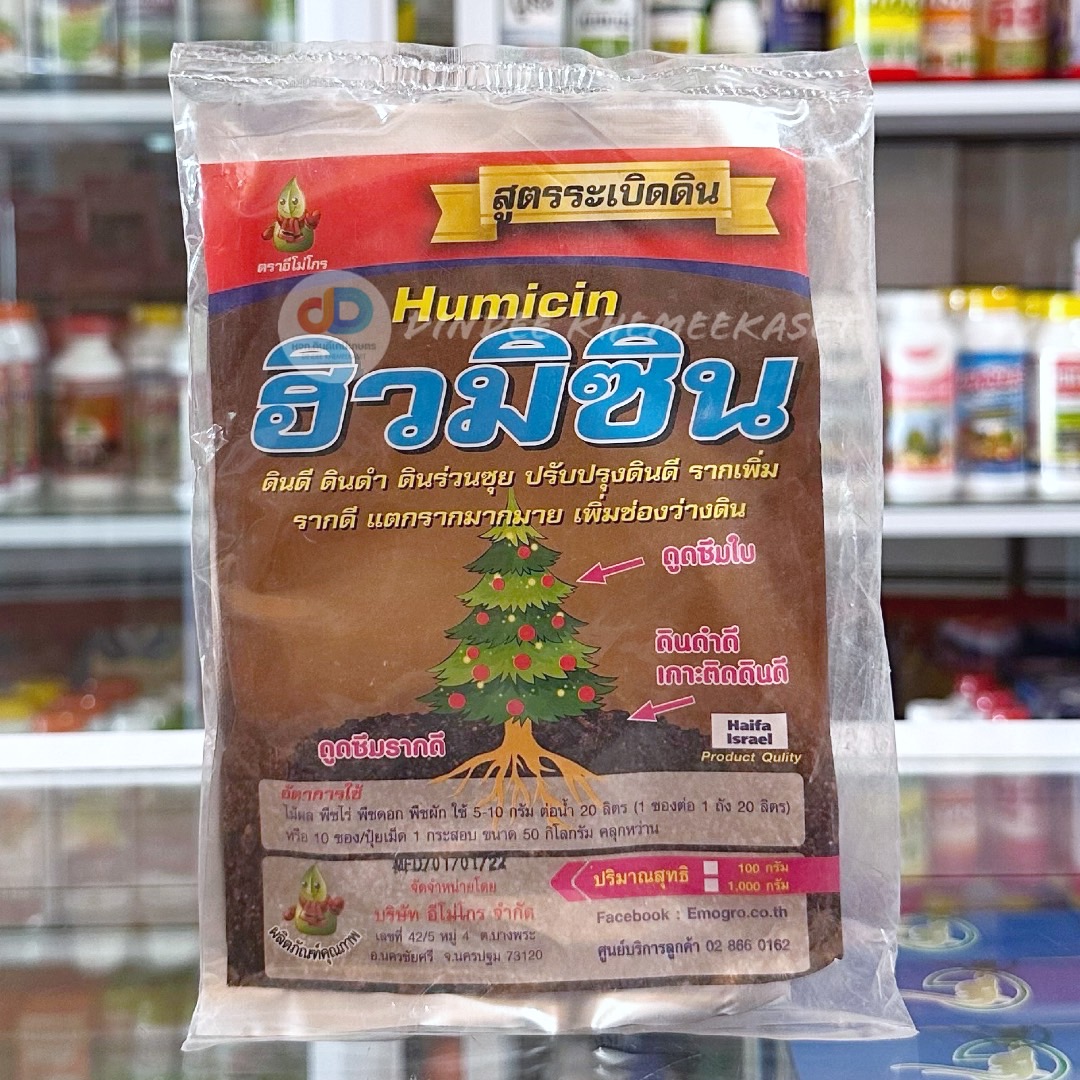 สูตรระเบิดดิน
ตราอีโม่โกร
Humicin
DINDEE KHEMEEKASET
ฮิวมิซิน
ดินดี ดินดำ ดินร่วนซุย ปรับปรุงดินดี รากเพิ่ม
รากดี แตกรากมากมาย เพิ่มช่องว่างดิน
ดูดซึมใบ
ดินดำดี
เกาะติดดินดี
Haifa
Israel
Product Qulity
ดูดซึมรากดี
อัตาการใช้
ไม้ผล พืชไร่ พืชดอก พืชผัก ใช้ 5-10 กรัม ต่อน้ำ 20 ลิตร (1 ซองต่อ 1 ถัง 20 ลิตร)
หรือ 10 ซอง/ปุ๋ยเม็ด 1 กระสอบ ขนาด 50 กิโลกรัม คลุกหว่าน
MFD/01/01/22
จัดจำหน่ายโดย
บริษัท อีโม่โกร จำกัด
เลขที่ 42/5 หมู่ 4 ต.บางพระ
อ.นครชัยศรี จ.นครปฐม 73120
ผลิตภัณฑ์คุณภาพ
ปริมาณสุทธิ
100 กรัม
1,000 กรัม
Facebook : Emogro.co.th
ศูนย์บริการลูกค้า 02 866 0162